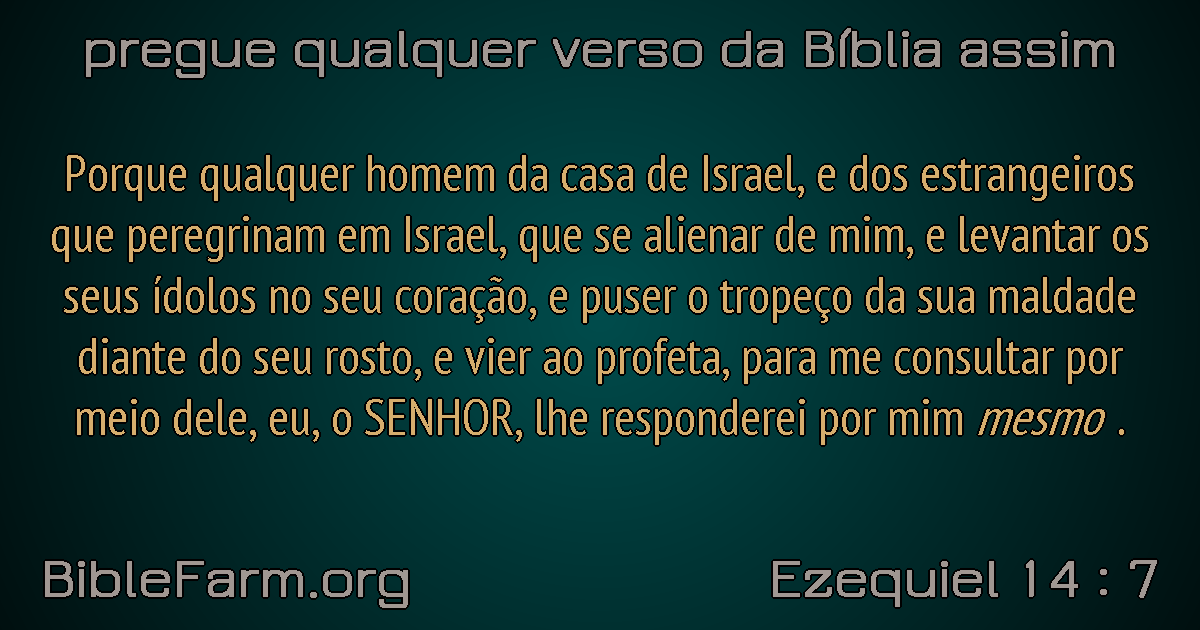 pregue qualquer verso da Bíblia assim
Porque qualquer homem da casa de Israel, e dos estrangeiros
que peregrinam em Israel, que se alienar de mim, e levantar os
seus ídolos no seu coração, e puser o tropeço da sua maldade
diante do seu rosto, e vier ao profeta, para me consultar por
meio dele, eu, o SENHOR, lhe responderei por mim mesmo .
BibleFarm.org
Ezequiel 14 : 7